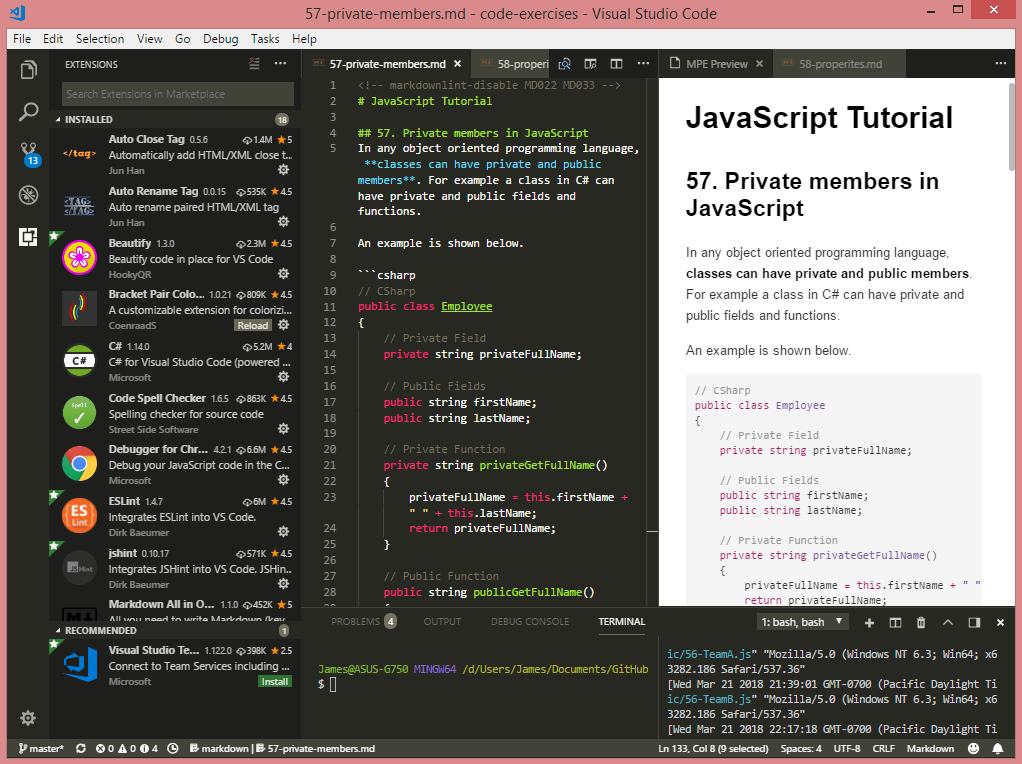 57-private-members.md - code-exercises - Visual Studio Code
File Edit Selection View Go Debug Tasks Help
EXTENSIONS
Search Extensions in Marketplace
INSTALLED 18
</tag>
Auto Close Tag 0.5.6 1.4M 5
Automatically add HTML/XML close t...
Jun Han
TAG
TAG
Auto Rename Tag 0.0.15 535K 4.5
Auto rename paired HTML/XML tag
Jun Han
Beautify 1.3.0 2.3M 4.5
Beautify code in place for VS Code
HookyQR
Bracket Pair Colo... 1.0.21 809K 4.5
A customizable extension for colorizi...
CoenraadS Reload
C#
C# 1.14.0 5.2M 4
C# for Visual Studio Code (powered ...
Microsoft
Spell
Code Spell Checker 1.6.5 863K 4.5
Spelling checker for source code
Street Side Software
Debugger for Chr... 4.2.1 6.6M 4.5
Debug your JavaScript code in the C...
Microsoft
ES
Lint
ESLint 1.4.7 6M 4.5
Integrates ESLint into VS Code.
Dirk Baeumer
JSHint
jshint 0.10.17 571K 4.5
Integrates JSHint into VS Code. JSHin...
Dirk Baeumer
Markdown All in O... 1.1.0 452K 5
All you need to write Markdown (key
RECOMMENDED 1
Visual Studio Te... 1.122.0 398K 2.5
Connect to Team Services including ...
Microsoft Install
13
57-private-members.md 58-properi
1 <!-- markdownlint-disable MD022 MD033 -->
2 # JavaScript Tutorial
3
4 ## 57. Private members in JavaScript
5 In any object oriented programming language,
**classes can have private and public
members**. For example a class in C# can
have private and public fields and
functions.
6
7 An example is shown below.
8
9 ```csharp
10 // CSharp
11 public class Employee
12 {
13 // Private Field
14 private string privateFullName;
15
16 // Public Fields
17 public string firstName;
18 public string lastName;
19
20 // Private Function
21 private string privateGetFullName()
22 {
23 privateFullName = this.firstName +
" " + this.lastName;
24 return privateFullName;
25 }
26
27 // Public Function
28 public string publicGetFullName()
29 {
MPE Preview 58-properites.md
JavaScript Tutorial
57. Private members in
JavaScript
In any object oriented programming language,
classes can have private and public members.
For example a class in C# can have private and
public fields and functions.
An example is shown below.
// CSharp
public class Employee
{
// Private Field
private string privateFullName;
// Public Fields
public string firstName;
public string lastName;
// Private Function
private string privateGetFullName()
{
privateFullName = this.firstName + " "
return privateFullName;
PROBLEMS 4 OUTPUT DEBUG CONSOLE TERMINAL 1: bash, bash
James@ASUS-G750 MINGW64 /d/Users/James/Documents/GitHub
$
ic/56-TeamA.js" "Mozilla/5.0 (Windows NT 6.3; Win64; x6
3282.186 Safari/537.36"
[Wed Mar 21 2018 21:39:01 GMT-0700 (Pacific Daylight Ti
ic/56-TeamB.js" "Mozilla/5.0 (Windows NT 6.3; Win64; x6
3282.186 Safari/537.36"
[Wed Mar 21 2018 22:17:18 GMT-0700 (Pacific Daylight Ti
master* 0 0 4 markdown | 57-private-members.md Ln 133, Col 8 (9 selected) Spaces: 4 UTF-8 CRLF Markdown